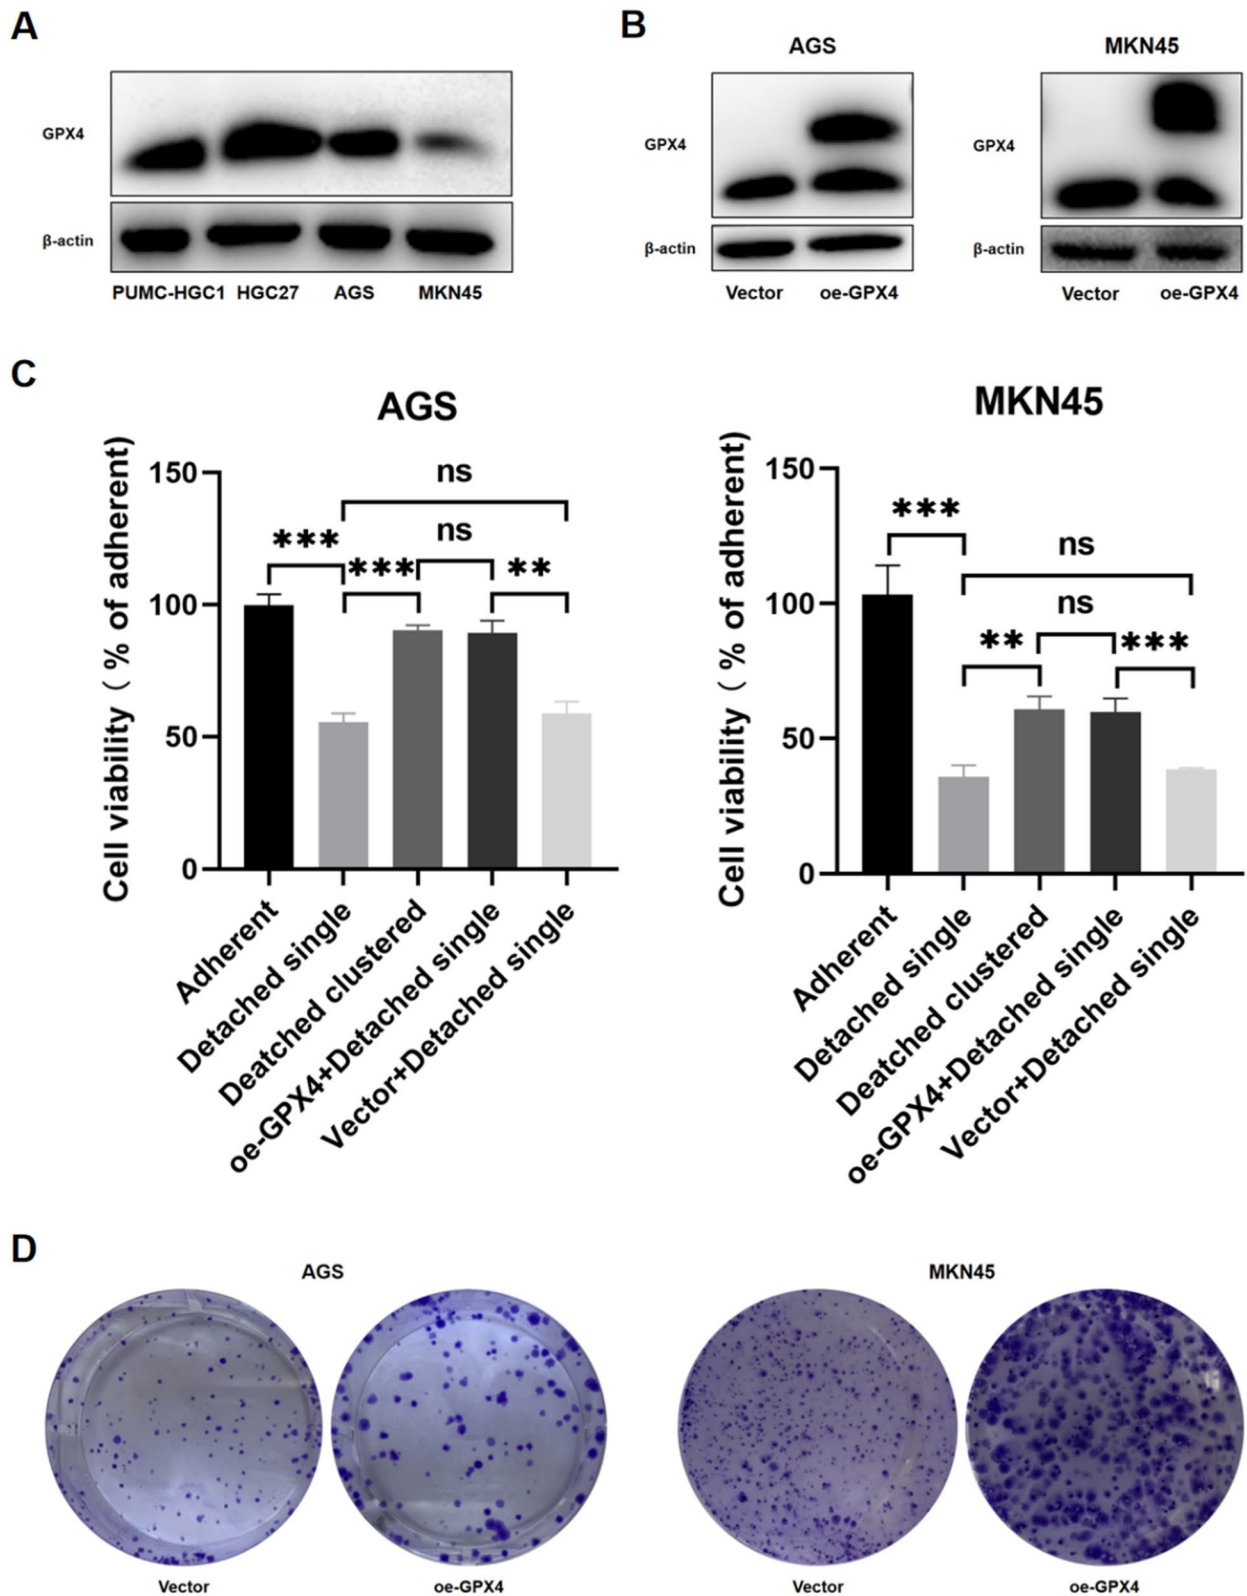 A
GPX4
β-actin
PUMC-HGC1 HGC27 AGS MKN45
B
AGS
GPX4
β-actin
Vector oe-GPX4
MKN45
GPX4
β-actin
Vector oe-GPX4
C
AGS
Cell viability ( % of adherent)
150
100
50
0
ns
ns
*** *** **
Adherent
Detached single
Deatched clustered
oe-GPX4+Detached single
Vector+Detached single
MKN45
Cell viability ( % of adherent)
150
100
50
0
***
ns
ns
** ***
Adherent
Detached single
Deatched clustered
oe-GPX4+Detached single
Vector+Detached single
D
AGS
Vector oe-GPX4
MKN45
Vector oe-GPX4